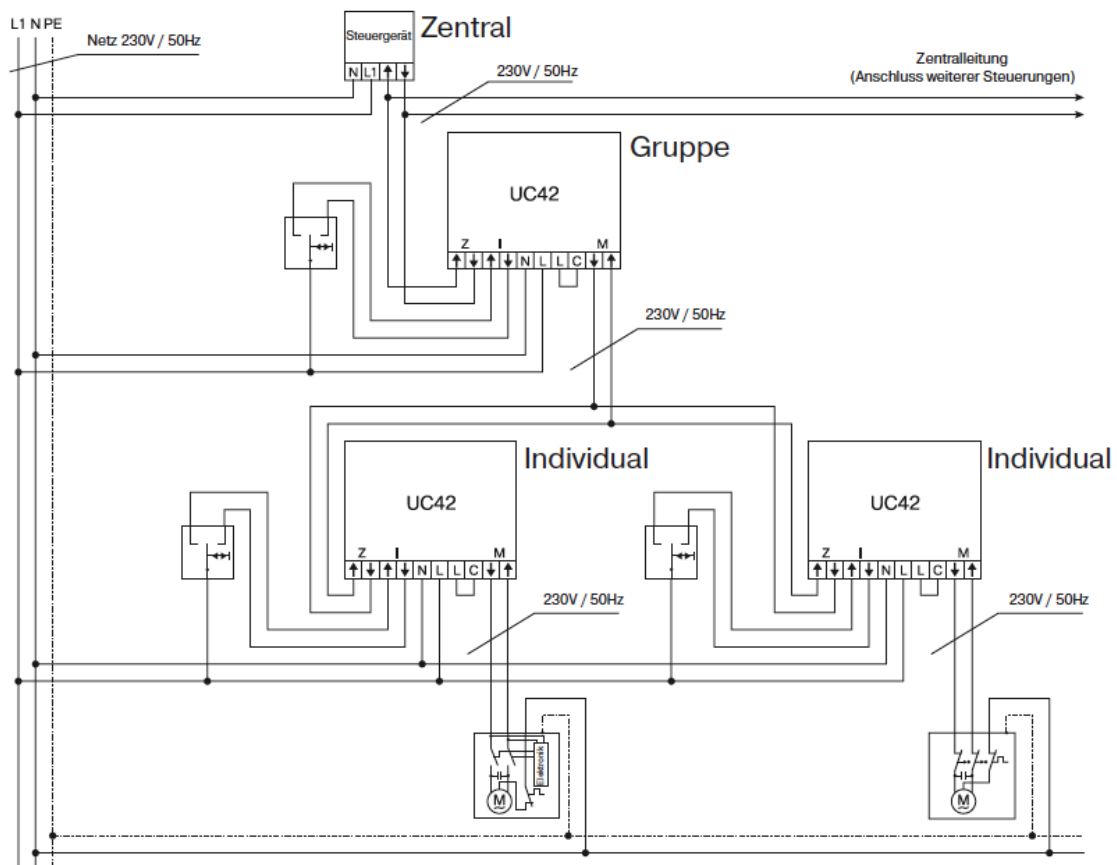 L1 N PE
Netz 230V / 50Hz
Steuergerät
Zentral
N L1 ↑ ↓
230V / 50Hz
Zentralleitung
(Anschluss weiterer Steuerungen)
Gruppe
UC42
Z I M
↑ ↓ ↑ ↓ N L L C ↓ ↑
230V / 50Hz
Individual
UC42
Z I M
↑ ↓ ↑ ↓ N L L C ↓ ↑
230V / 50Hz
Individual
UC42
Z I M
↑ ↓ ↑ ↓ N L L C ↓ ↑
230V / 50Hz
Elektronik
M
M